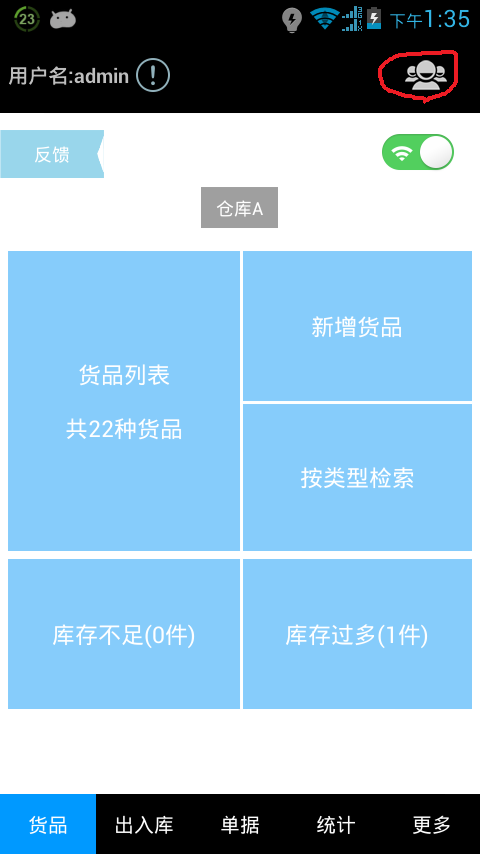 23
下午1:35
用户名:admin
反馈
仓库A
货品列表
共22种货品
新增货品
按类型检索
库存不足(0件)
库存过多(1件)
货品
出入库
单据
统计
更多